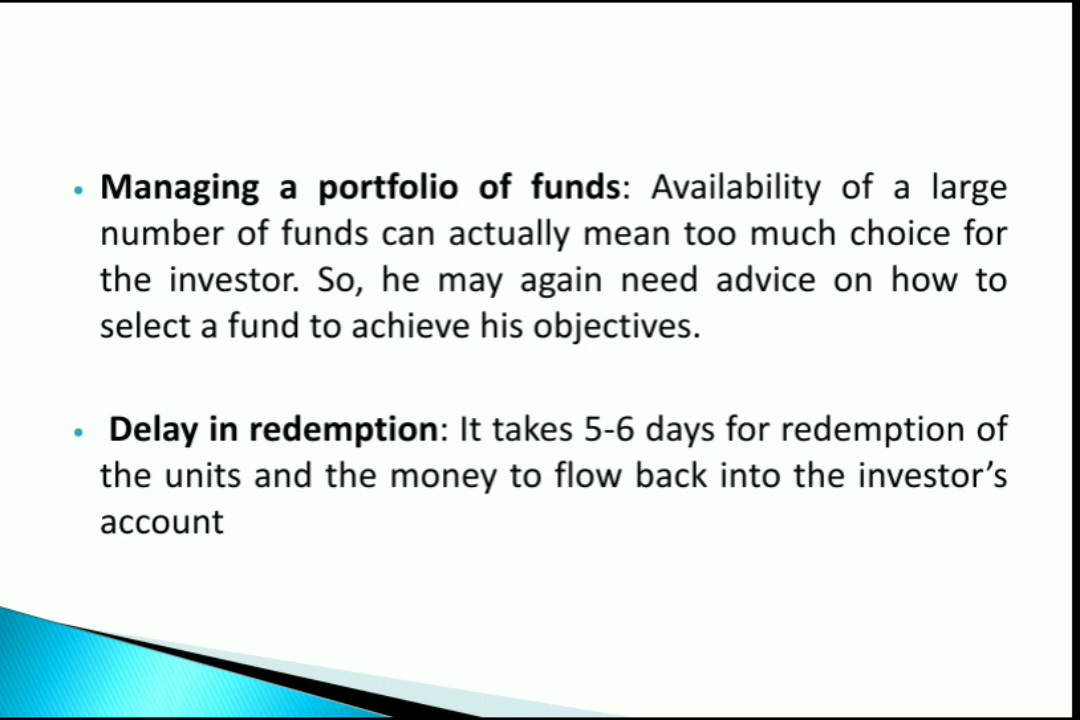 • Managing a portfolio of funds: Availability of a large
number of funds can actually mean too much choice for
the investor. So, he may again need advice on how to
select a fund to achieve his objectives.
• Delay in redemption: It takes 5-6 days for redemption of
the units and the money to flow back into the investor’s
account